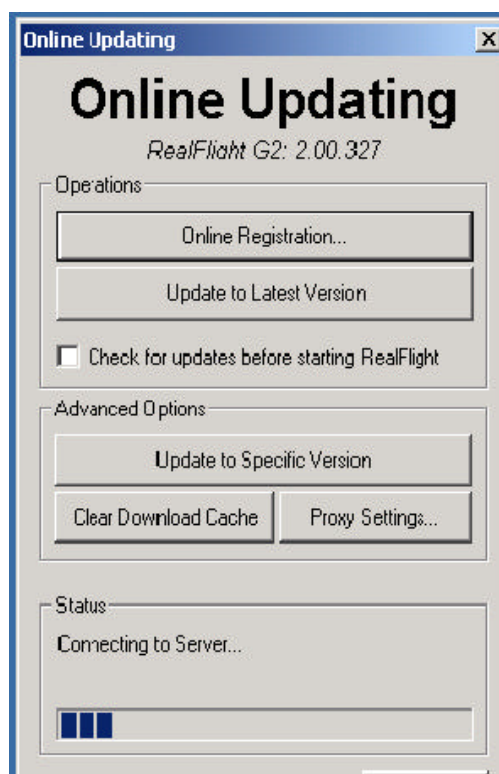 Online Updating
Online Updating
RealFlight G2: 2.00.327
Operations
Online Registration...
Update to Latest Version
Check for updates before starting RealFlight
Advanced Options
Update to Specific Version
Clear Download Cache Proxy Settings...
Status
Connecting to Server...